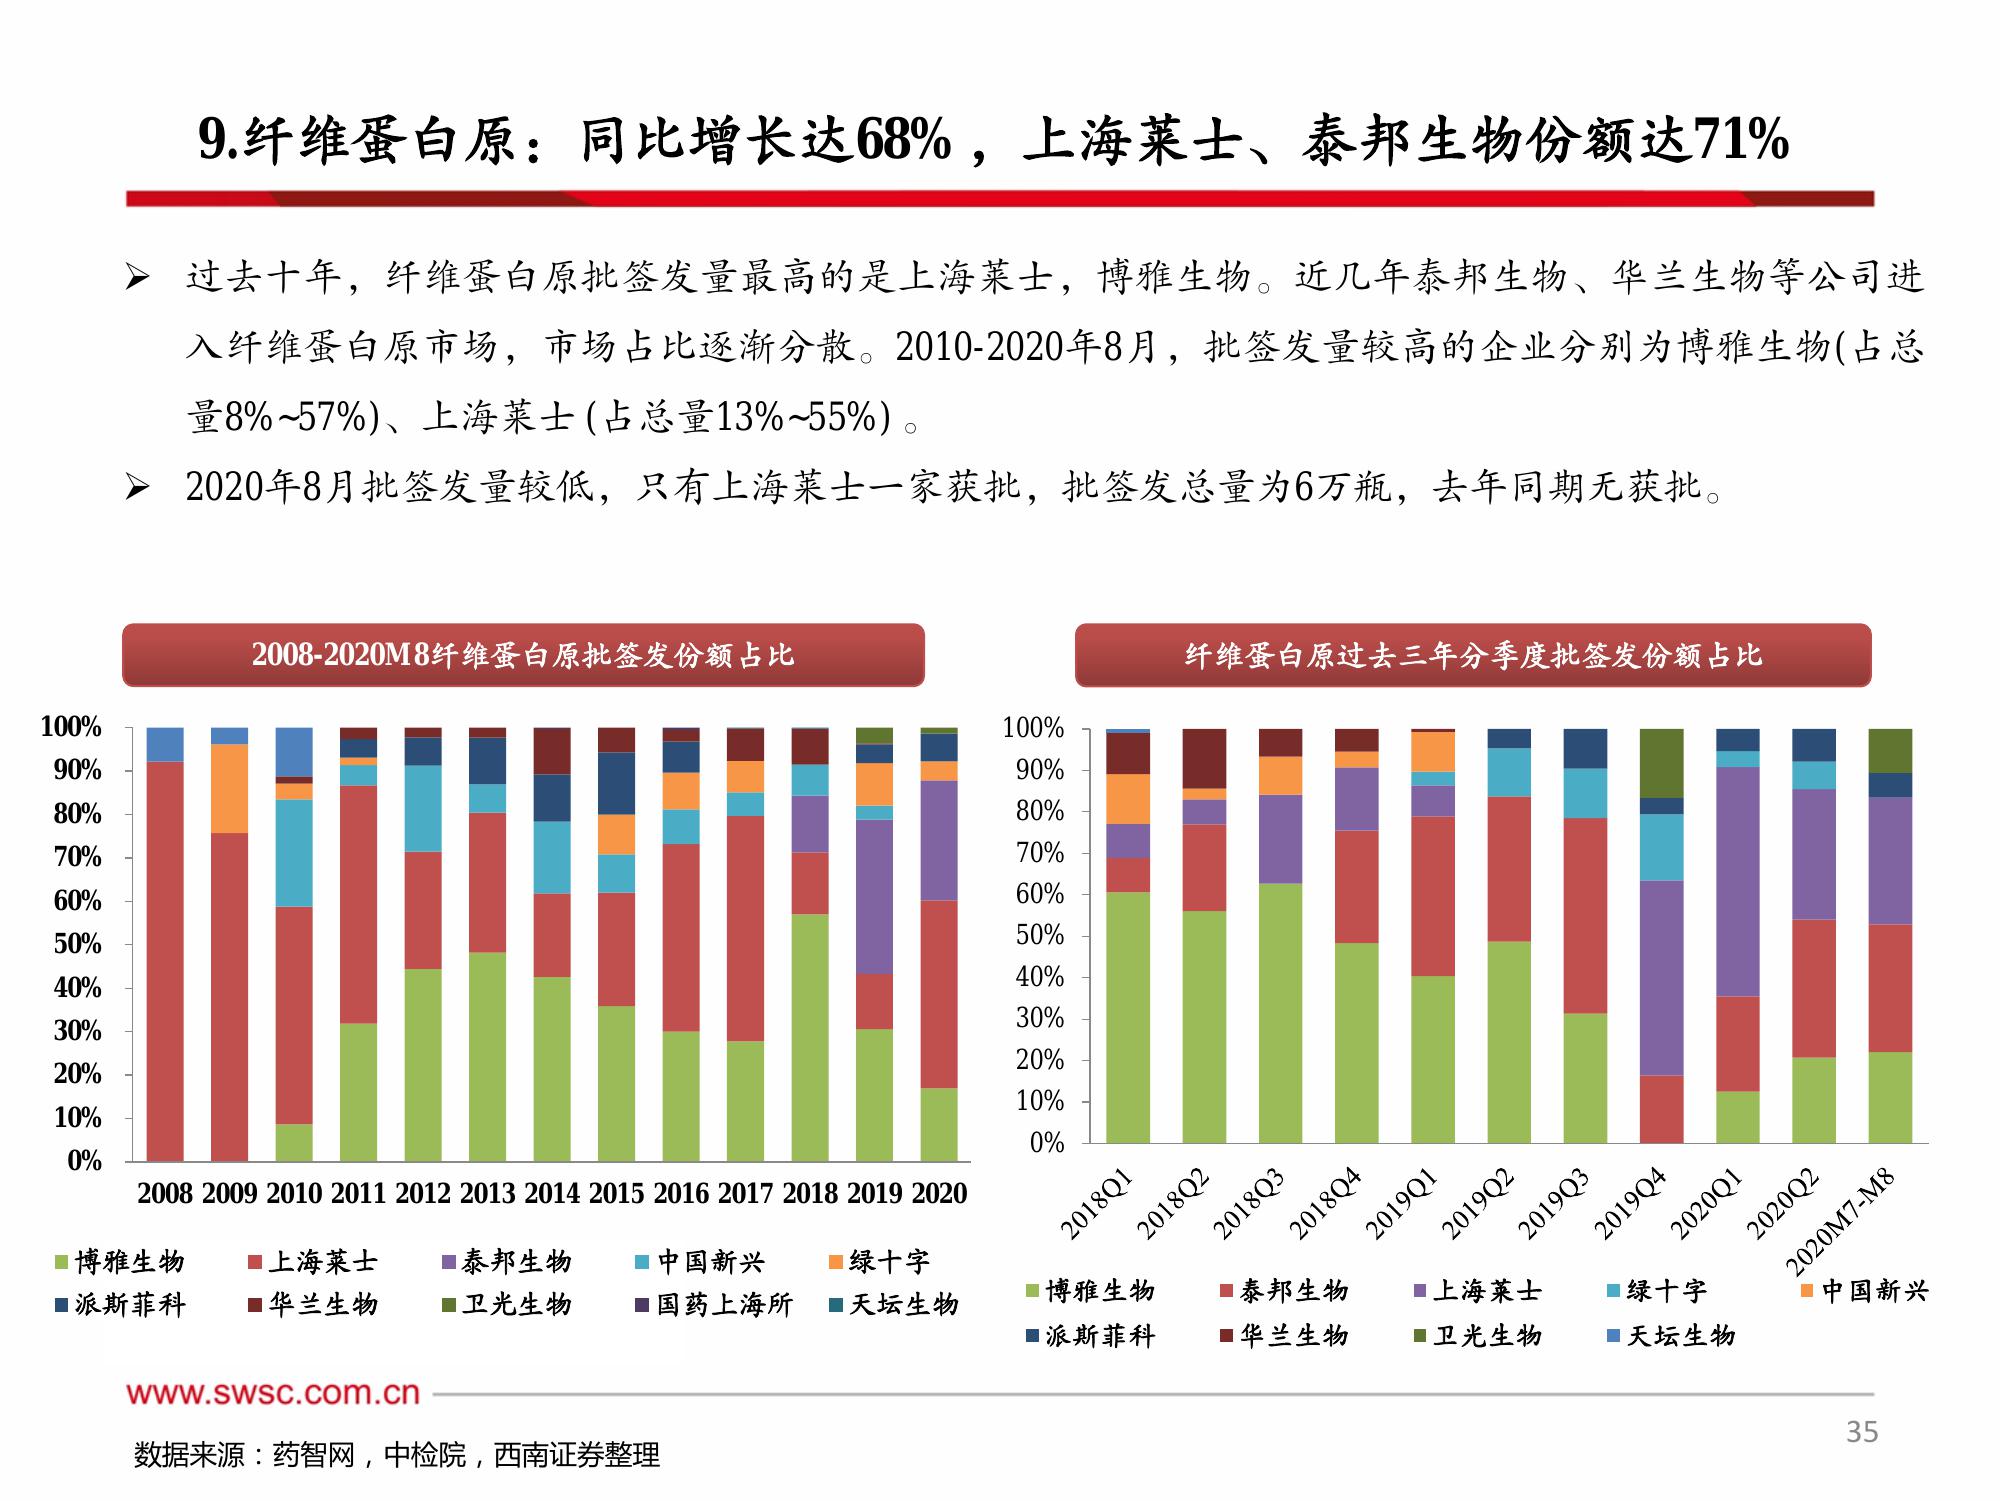 9.纤维蛋白原：同比增长达68%，上海莱士、泰邦生物份额达71%
➢ 过去十年，纤维蛋白原批签发量最高的是上海莱士，博雅生物。近几年泰邦生物、华兰生物等公司进
入纤维蛋白原市场，市场占比逐渐分散。2010-2020年8月，批签发量较高的企业分别为博雅生物(占总
量8%~57%)、上海莱士 (占总量13%~55%) 。
➢ 2020年8月批签发量较低，只有上海莱士一家获批，批签发总量为6万瓶，去年同期无获批。
2008-2020M8纤维蛋白原批签发份额占比
100%
90%
80%
70%
60%
50%
40%
30%
20%
10%
0%
2008 2009 2010 2011 2012 2013 2014 2015 2016 2017 2018 2019 2020
博雅生物 上海莱士 泰邦生物 中国新兴 绿十字
派斯菲科 华兰生物 卫光生物 国药上海所 天坛生物
纤维蛋白原过去三年分季度批签发份额占比
100%
90%
80%
70%
60%
50%
40%
30%
20%
10%
0%
2018Q1 2018Q2 2018Q3 2018Q4 2019Q1 2019Q2 2019Q3 2019Q4 2020Q1 2020Q2 2020M7-M8
博雅生物 泰邦生物 上海莱士 绿十字 中国新兴
派斯菲科 华兰生物 卫光生物 天坛生物
www.swsc.com.cn
35
数据来源：药智网，中检院，西南证券整理